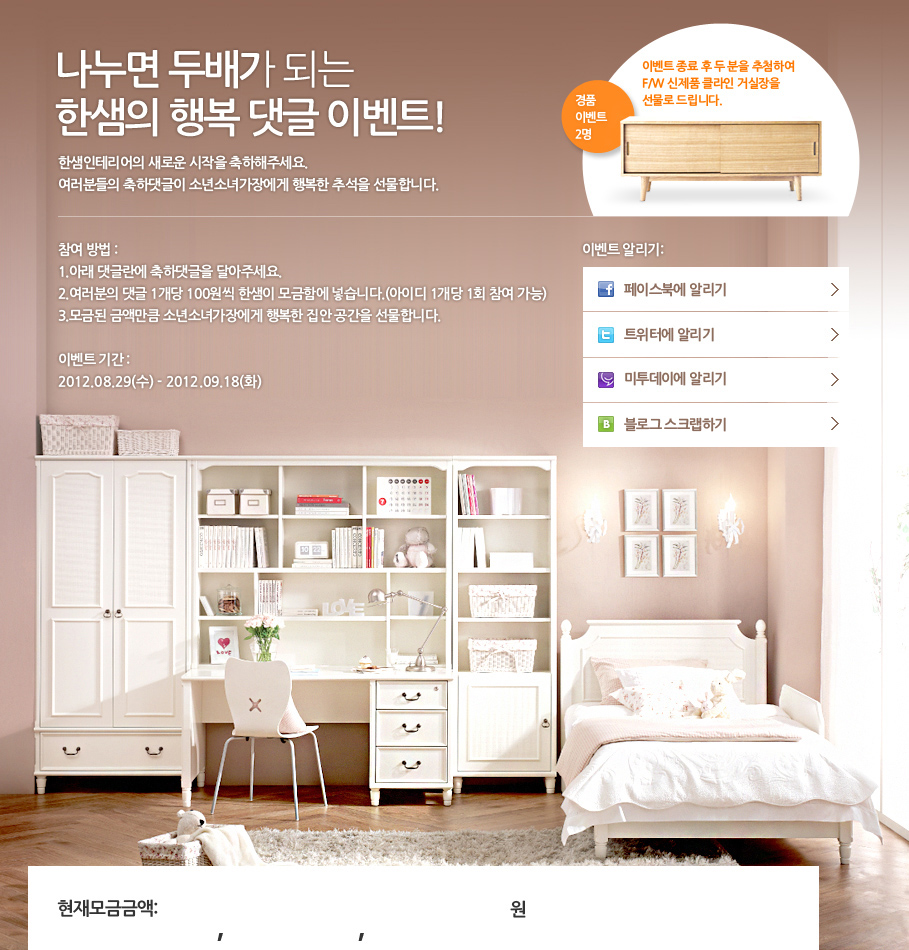 나누면 두배가 되는
한샘의 행복 댓글 이벤트!
한샘인테리어의 새로운 시작을 축하해주세요.
여러분들의 축하댓글이 소년소녀가장에게 행복한 추석을 선물합니다.
경품
이벤트
2명
이벤트 종료 후 두 분을 추첨하여
F/W 신제품 클라인 거실장을
선물로 드립니다.
참여 방법 :
1.아래 댓글란에 축하댓글을 달아주세요.
2.여러분의 댓글 1개당 100원씩 한샘이 모금함에 넣습니다.(아이디 1개당 1회 참여 가능)
3.모금된 금액만큼 소년소녀가장에게 행복한 집안 공간을 선물합니다.
이벤트 기간 :
2012.08.29(수) - 2012.09.18(화)
이벤트 알리기:
페이스북에 알리기
트위터에 알리기
미투데이에 알리기
블로그 스크랩하기
LOVE
현재모금금액:
, , 원